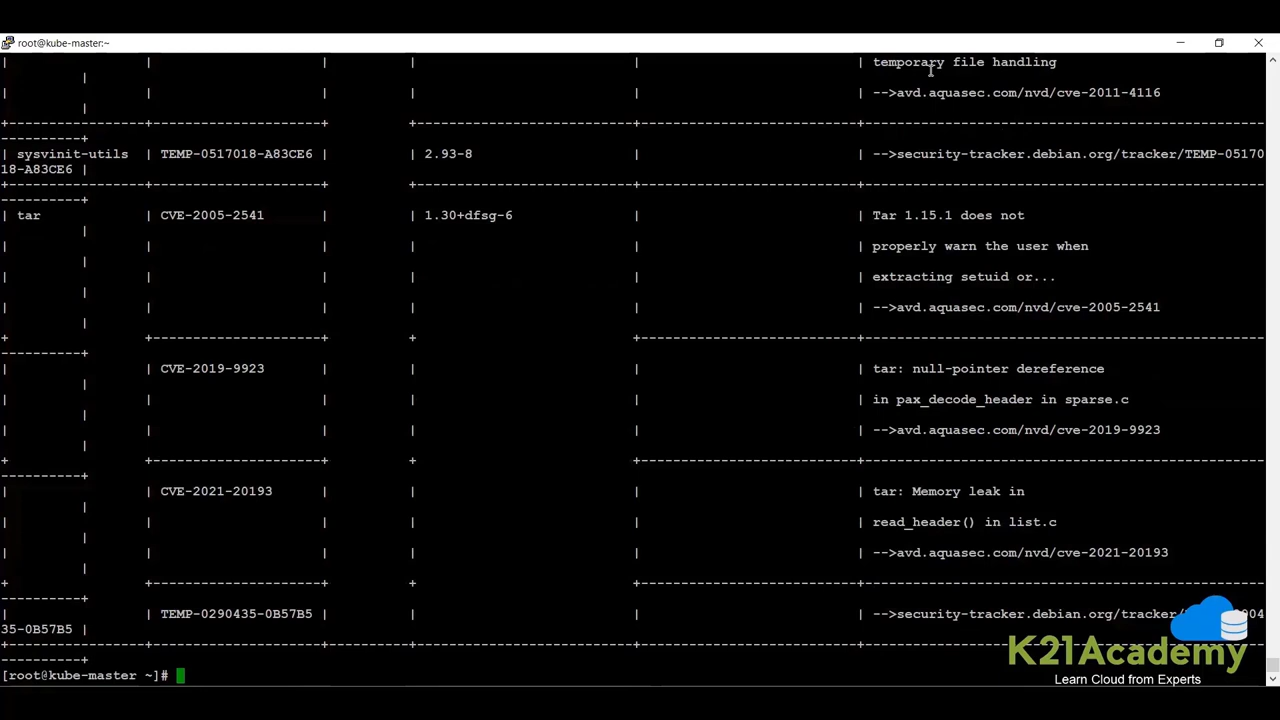 root@kube-master:~
| | | | | temporary file handling
|
| | | | | -->avd.aquasec.com/nvd/cve-2011-4116
|
+------------------+-----------------------+ +----------------------------+----------------------------+---------------------------------------------------
----------+
| sysvinit-utils | TEMP-0517018-A83CE6 | | 2.93-8 | | -->security-tracker.debian.org/tracker/TEMP-05170
18-A83CE6 |
+------------------+-----------------------+ +----------------------------+----------------------------+---------------------------------------------------
----------+
| tar | CVE-2005-2541 | | 1.30+dfsg-6 | | Tar 1.15.1 does not
|
| | | | | properly warn the user when
|
| | | | | extracting setuid or...
|
| | | | | -->avd.aquasec.com/nvd/cve-2005-2541
|
+ +-----------------------+ + +----------------------------+---------------------------------------------------
----------+
| | CVE-2019-9923 | | | | tar: null-pointer dereference
|
| | | | | in pax_decode_header in sparse.c
|
| | | | | -->avd.aquasec.com/nvd/cve-2019-9923
|
+ +-----------------------+ + +----------------------------+---------------------------------------------------
----------+
| | CVE-2021-20193 | | | | tar: Memory leak in
|
| | | | | read_header() in list.c
|
| | | | | -->avd.aquasec.com/nvd/cve-2021-20193
|
+ +-----------------------+ + +----------------------------+---------------------------------------------------
----------+
| | TEMP-0290435-0B57B5 | | | | -->security-tracker.debian.org/tracker/
35-0B57B5 |
+------------------+-----------------------+ +----------------------------+----------------------------+---------------------------------------------------
----------+
[root@kube-master ~]#
K21Academy
Learn Cloud from Experts